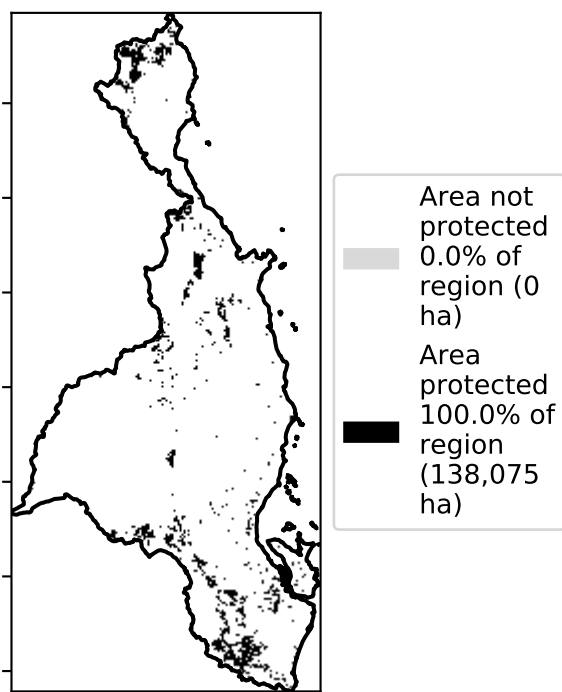 Area not
protected
0.0% of
region (0
ha)
Area
protected
100.0% of
region
(138,075
ha)